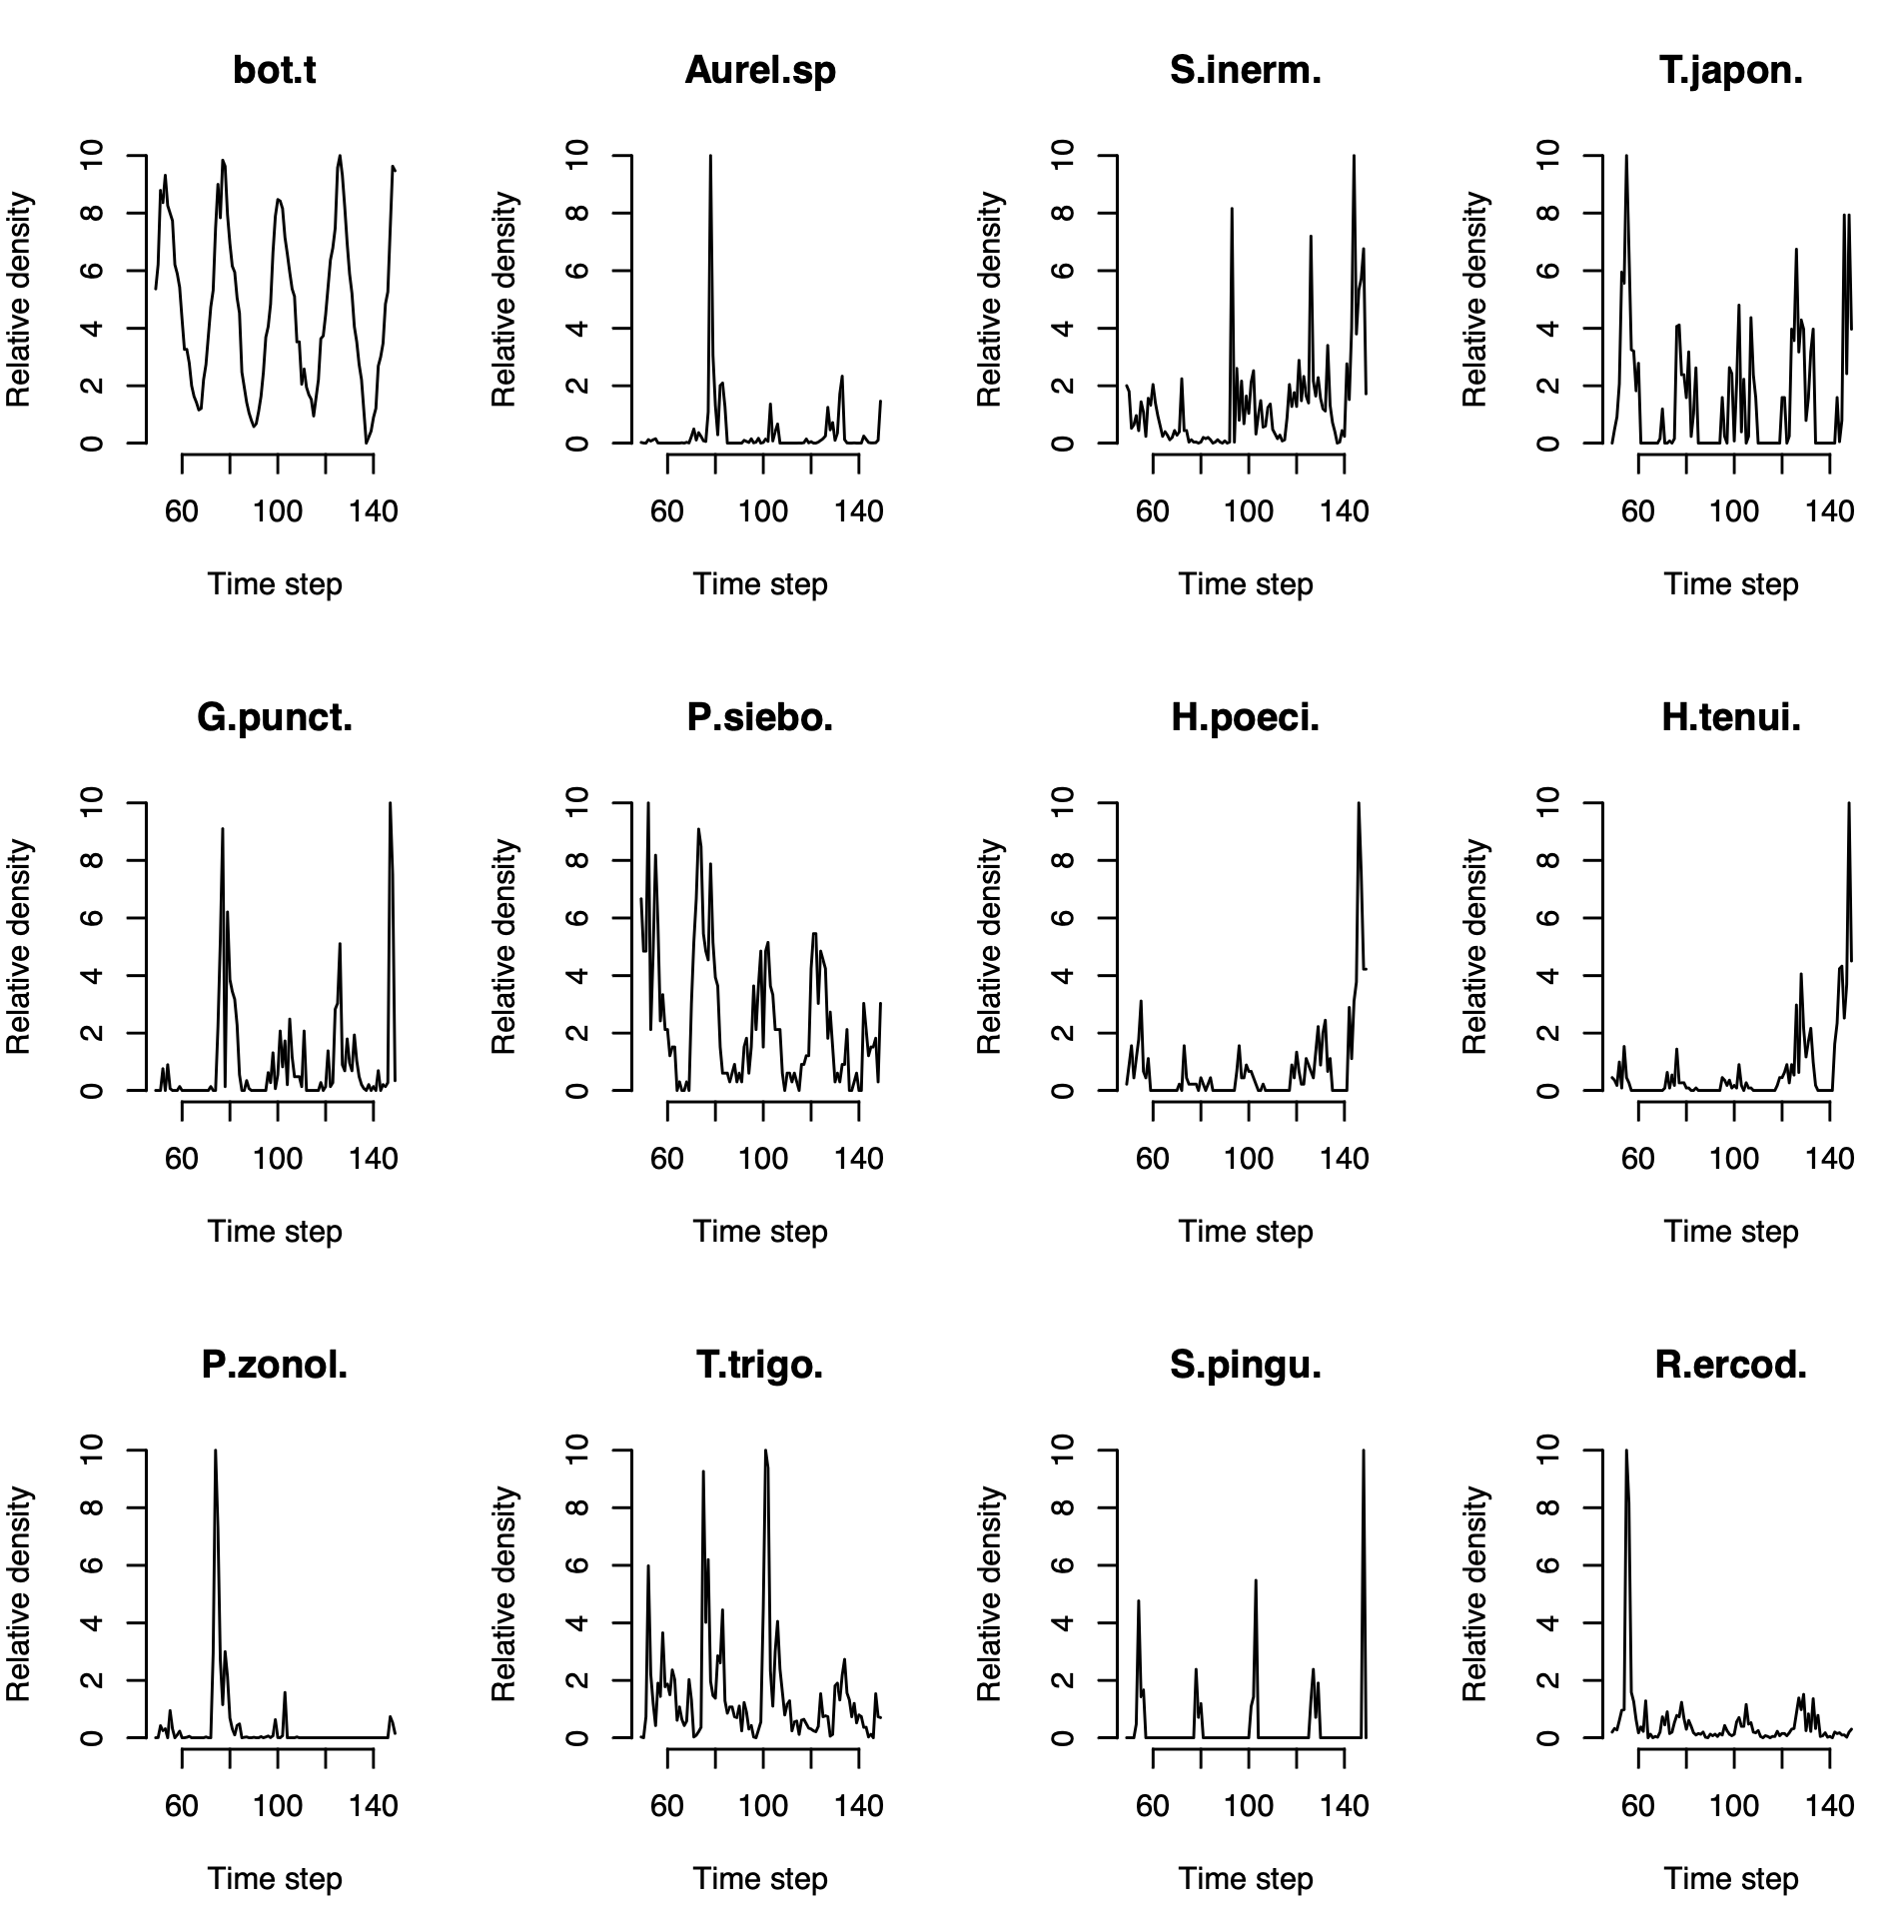 bot.t
Relative density
0 2 4 6 8 10
60 100 140
Time step
Aurel.sp
Relative density
0 2 4 6 8 10
60 100 140
Time step
S.inerm.
Relative density
0 2 4 6 8 10
60 100 140
Time step
T.japon.
Relative density
0 2 4 6 8 10
60 100 140
Time step
G.punct.
Relative density
0 2 4 6 8 10
60 100 140
Time step
P.siebo.
Relative density
0 2 4 6 8 10
60 100 140
Time step
H.poeci.
Relative density
0 2 4 6 8 10
60 100 140
Time step
H.tenui.
Relative density
0 2 4 6 8 10
60 100 140
Time step
P.zonol.
Relative density
0 2 4 6 8 10
60 100 140
Time step
T.trigo.
Relative density
0 2 4 6 8 10
60 100 140
Time step
S.pingu.
Relative density
0 2 4 6 8 10
60 100 140
Time step
R.ercod.
Relative density
0 2 4 6 8 10
60 100 140
Time step